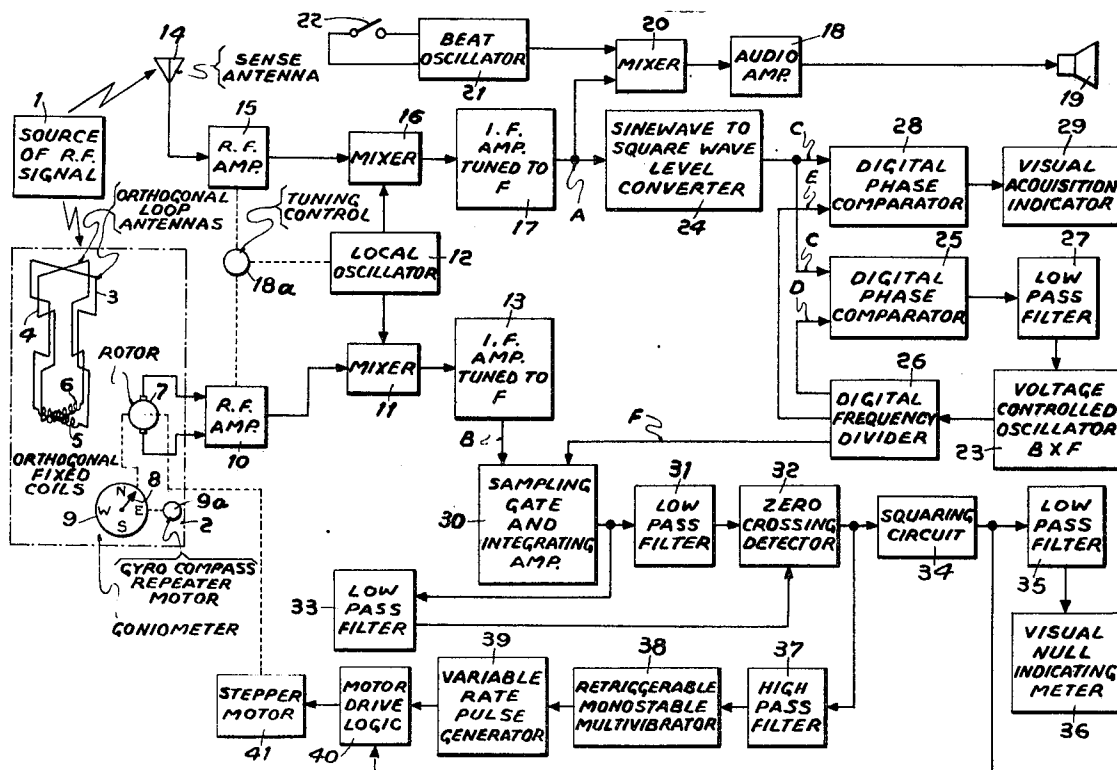 22
14
SENSE
ANTENNA
BEAT
OSCILLATOR
21
20
MIXER
18
AUDIO
AMP.
19
1
SOURCE
OF R.F.
SIGNAL
15
R.F.
AMP.
16
MIXER
I.F.
AMP.
TUNED TO
F
17
A
SINEWAVE TO
SQUARE WAVE
LEVEL
CONVERTER
24
C
E
28
DIGITAL
PHASE
COMPARATOR
29
VISUAL
ACQUISITION
INDICATOR
ORTHOGONAL
LOOP
ANTENNAS
TUNING
CONTROL
18a
LOCAL
OSCILLATOR
12
C
D
25
DIGITAL
PHASE
COMPARATOR
27
LOW
PASS
FILTER
3
4
13
I.F.
AMP.
TUNED TO
F
MIXER
11
ROTOR
7
6
5
R.F.
AMP.
10
ORTHOGONAL
FIXED
COILS
26
DIGITAL
FREQUENCY
DIVIDER
VOLTAGE
CONTROLLED
OSCILLATOR
8 X F
23
B
F
N
W
E
S
8
9
9a
2
GYRO COMPASS
REPEATER
MOTOR
GONIOMETER
30
SAMPLING
GATE
AND
INTEGRATING
AMP.
31
LOW
PASS
FILTER
32
ZERO
CROSSING
DETECTOR
SQUARING
CIRCUIT
34
LOW
PASS
FILTER
35
33
LOW
PASS
FILTER
VISUAL
NULL
INDICATING
METER
36
STEPPER
MOTOR
41
MOTOR
DRIVE
LOGIC
40
39
VARIABLE
RATE
PULSE
GENERATOR
38
RETRIGGERABLE
MONOSTABLE
MULTIVIBRATOR
37
HIGH
PASS
FILTER